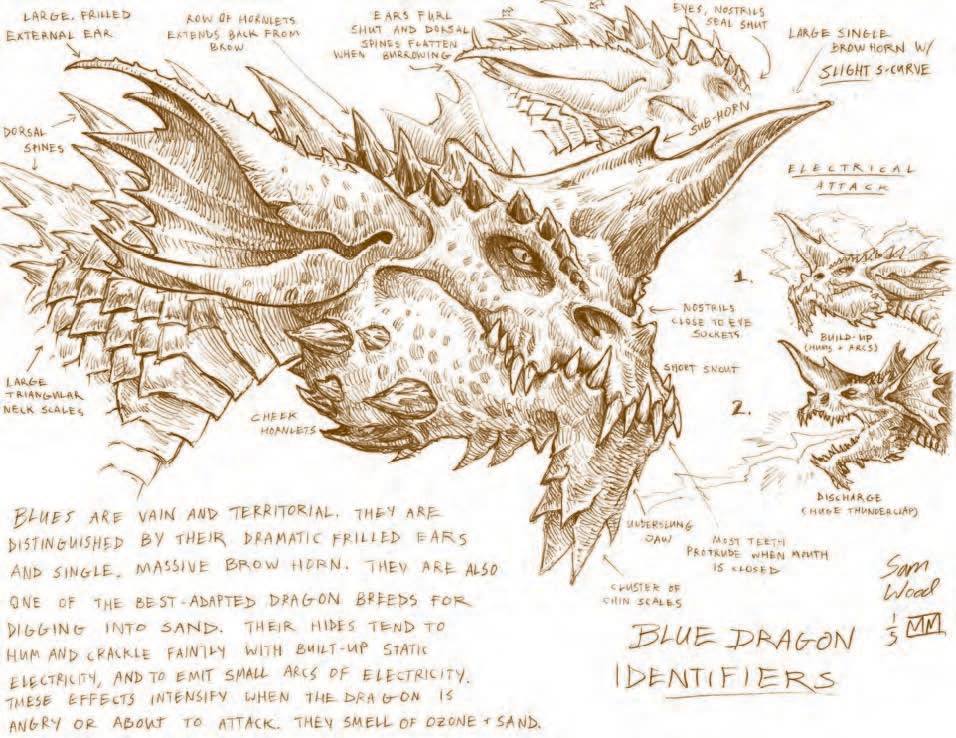 LARGE, FRILLED
EXTERNAL EAR
ROW OF HORNLETS
EXTENDS BACK FROM
BROW
EARS FURL
SHUT AND DORSAL
SPINES FLATTEN
WHEN BURROWING
EYES, NOSTRILS
SEAL SHUT
LARGE SINGLE
BROW HORN W/
SLIGHT S-CURVE
SUB-HORN
DORSAL
SPINES
ELECTRICAL
ATTACK
1.
BUILD-UP
(HUMS + ARCS)
NOSTRILS
CLOSE TO EYE
SOCKETS
SHORT SNOUT
2.
DISCHARGE
(HUGE THUNDERCLAP)
LARGE
TRIANGULAR
NECK SCALES
CHEEK
HORNLETS
UNDERSLUNG
JAW
MOST TEETH
PROTRUDE WHEN MOUTH
IS CLOSED
CLUSTER OF
CHIN SCALES
BLUES ARE VAIN AND TERRITORIAL. THEY ARE
DISTINGUISHED BY THEIR DRAMATIC FRILLED EARS
AND SINGLE, MASSIVE BROW HORN. THEY ARE ALSO
ONE OF THE BEST-ADAPTED DRAGON BREEDS FOR
DIGGING INTO SAND. THEIR HIDES TEND TO
HUM AND CRACKLE FAINTLY WITH BUILT-UP STATIC
ELECTRICITY, AND TO EMIT SMALL ARCS OF ELECTRICITY.
THESE EFFECTS INTENSIFY WHEN THE DRAGON IS
ANGRY OR ABOUT TO ATTACK. THEY SMELL OF OZONE + SAND.
BLUE DRAGON
IDENTIFIERS
Sam
Wood
MM